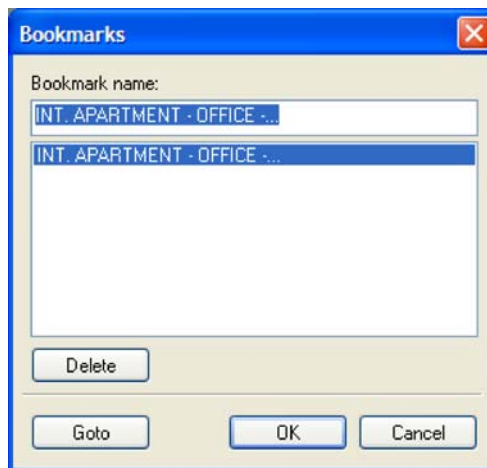 Bookmarks
Bookmark name:
INT. APARTMENT - OFFICE -...
INT. APARTMENT - OFFICE -...
Delete
Goto OK Cancel